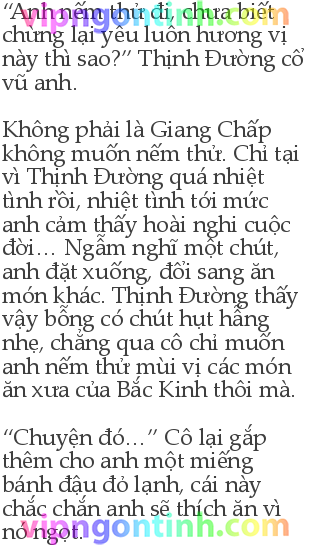 “Anh nếm thử đi, chưa biết
chừng lại yêu luôn hương vị
này thì sao?” Thịnh Đường cổ
vũ anh.
Không phải là Giang Chấp
không muốn nếm thử. Chỉ tại
vì Thịnh Đường quá nhiệt
tình rồi, nhiệt tình tới mức
anh cảm thấy hoài nghi cuộc
đời... Ngẫm nghĩ một chút,
anh đặt xuống, đổi sang ăn
món khác. Thịnh Đường thấy
vậy bỗng có chút hụt hẫng
nhẹ, chẳng qua cô chỉ muốn
anh nếm thử mùi vị các món
ăn xưa của Bắc Kinh thôi mà.
“Chuyện đó...” Cô lại gắp
thêm cho anh một miếng
bánh đậu đỏ lạnh, cái này
chắc chắn anh sẽ thích ăn vì
nó ngọt.
vipngontinh.com
vipngontinh.com
vipngontinh.com